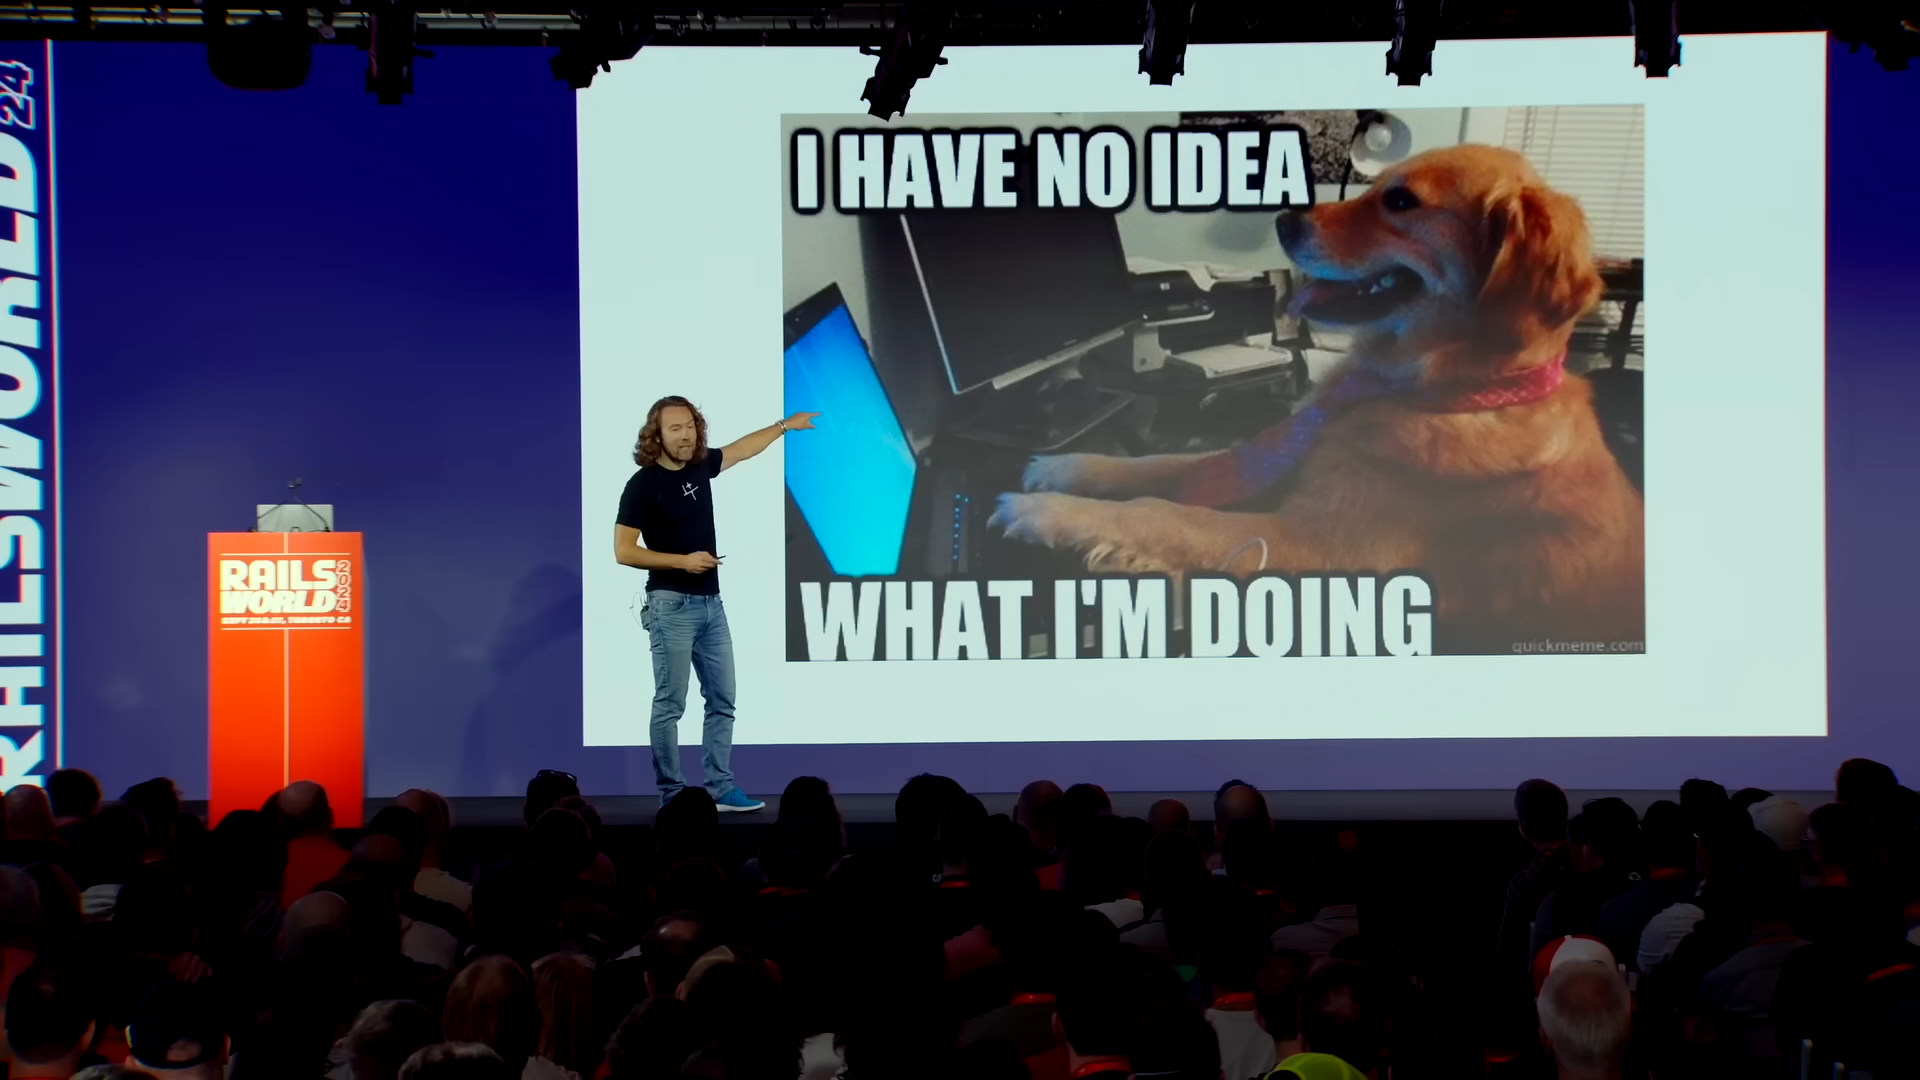 RAILSWORLD 24
I HAVE NO IDEA
WHAT I'M DOING
quickmeme.com
RAILS
WORLD
2024